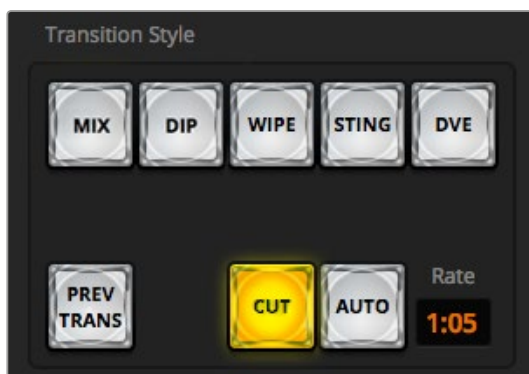 Transition Style
MIX
DIP
WIPE
STING
DVE
PREV
TRANS
CUT
AUTO
Rate
1:05